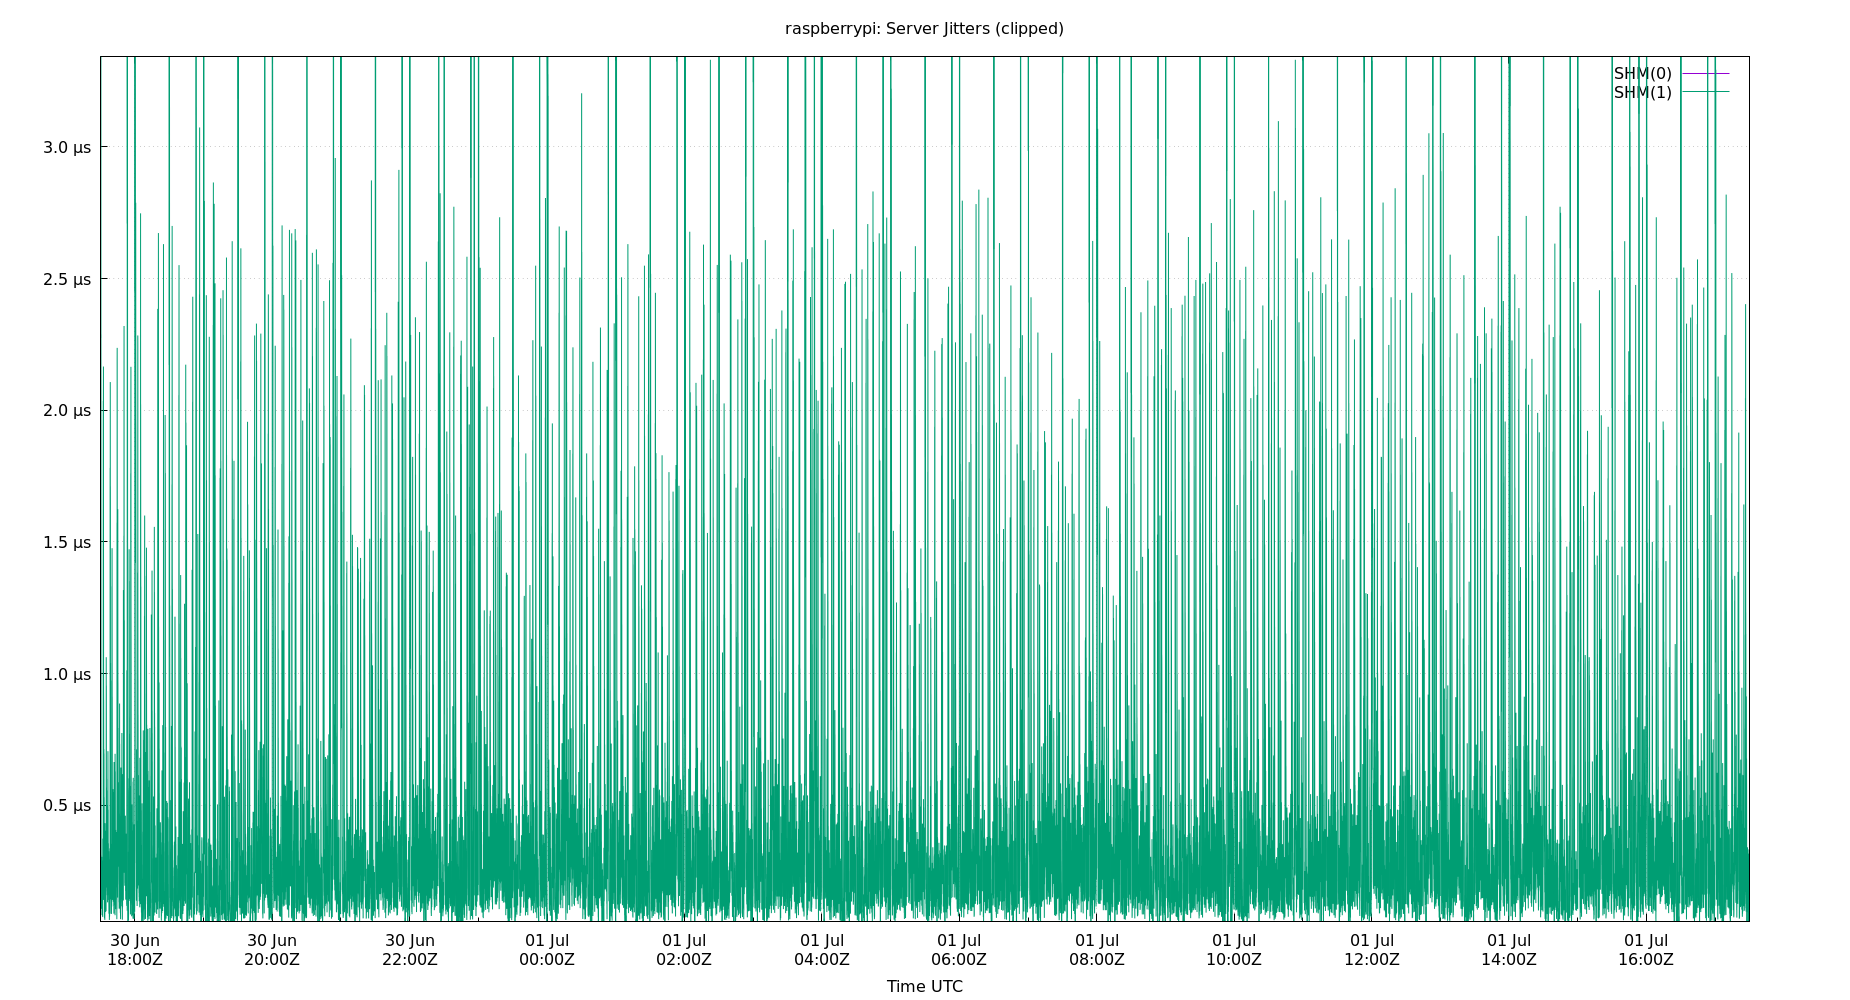 raspberrypi: Server Jitters (clipped)
SHM(0)
SHM(1)
3.0 µs
2.5 µs
2.0 µs
1.5 µs
1.0 µs
0.5 µs
30 Jun 30 Jun 30 Jun 01 Jul 01 Jul 01 Jul 01 Jul 01 Jul 01 Jul 01 Jul 01 Jul 01 Jul
18:00Z 20:00Z 22:00Z 00:00Z 02:00Z 04:00Z 06:00Z 08:00Z 10:00Z 12:00Z 14:00Z 16:00Z
Time UTC